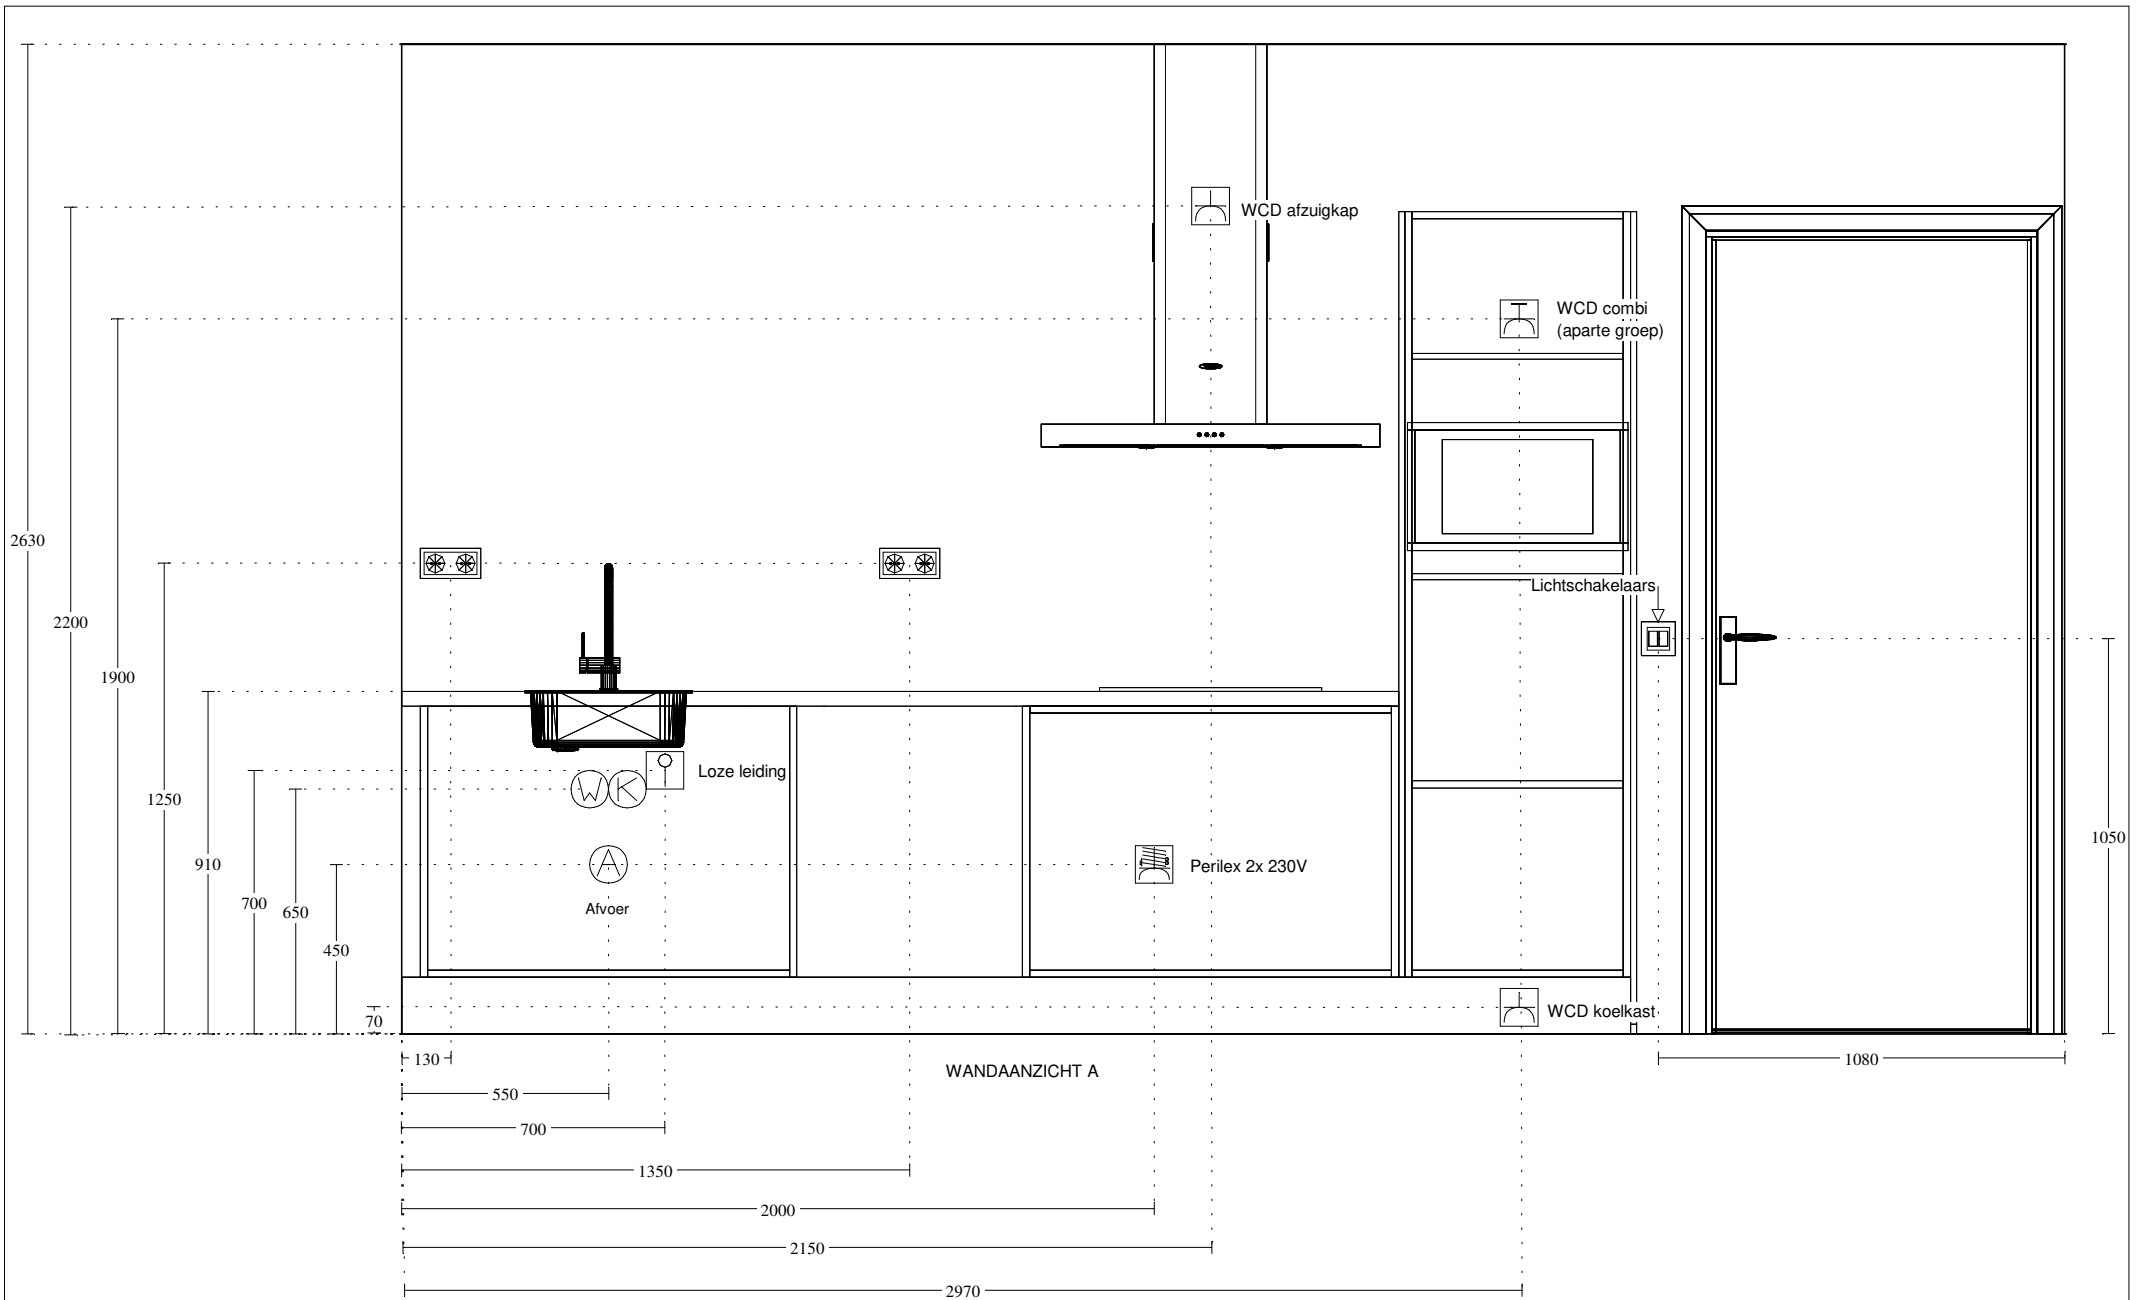 WCD afzuigkap
WCD combi
(aparte groep)
2630
Lichtschakelaars
2200
1900
Loze leiding
W K
1250
1050
910
A
Perilex 2x 230V
700
650
Afvoer
450
WCD koelkast
70
130
1080
WANDAANZICHT A
550
700
1350
2000
2150
2970